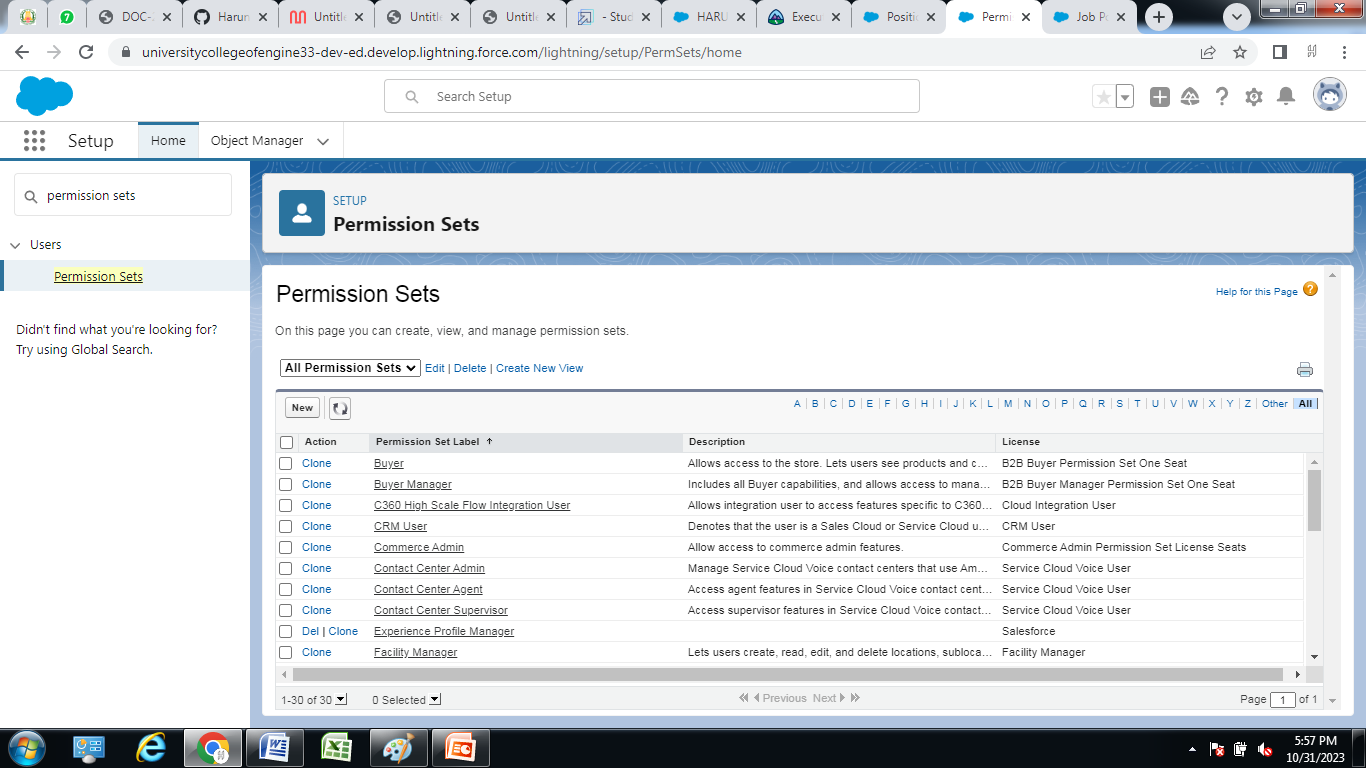 DOC-
Harun
Untitle
Untitle
Untitle
- Stud
HARU
Execu
Positi
Permi
Job Po
universitycollegeofengine33-dev-ed.develop.lightning.force.com/lightning/setup/PermSets/home
Search Setup
Setup Home Object Manager
permission sets
Users
Permission Sets
Didn't find what you're looking for?
Try using Global Search.
SETUP
Permission Sets
Permission Sets
Help for this Page ?
On this page you can create, view, and manage permission sets.
All Permission Sets Edit | Delete | Create New View
New A | B | C | D | E | F | G | H | I | J | K | L | M | N | O | P | Q | R | S | T | U | V | W | X | Y | Z | Other | All |
Action Permission Set Label Description License
Clone Buyer Allows access to the store. Lets users see products and c... B2B Buyer Permission Set One Seat
Clone Buyer Manager Includes all Buyer capabilities, and allows access to mana... B2B Buyer Manager Permission Set One Seat
Clone C360 High Scale Flow Integration User Allows integration user to access features specific to C360... Cloud Integration User
Clone CRM User Denotes that the user is a Sales Cloud or Service Cloud u... CRM User
Clone Commerce Admin Allow access to commerce admin features. Commerce Admin Permission Set License Seats
Clone Contact Center Admin Manage Service Cloud Voice contact centers that use Am... Service Cloud Voice User
Clone Contact Center Agent Access agent features in Service Cloud Voice contact cent... Service Cloud Voice User
Clone Contact Center Supervisor Access supervisor features in Service Cloud Voice contact... Service Cloud Voice User
Del | Clone Experience Profile Manager Salesforce
Clone Facility Manager Lets users create, read, edit, and delete locations, subloca... Facility Manager
1-30 of 30 0 Selected Previous Next Page 1 of 1
5:57 PM
10/31/2023